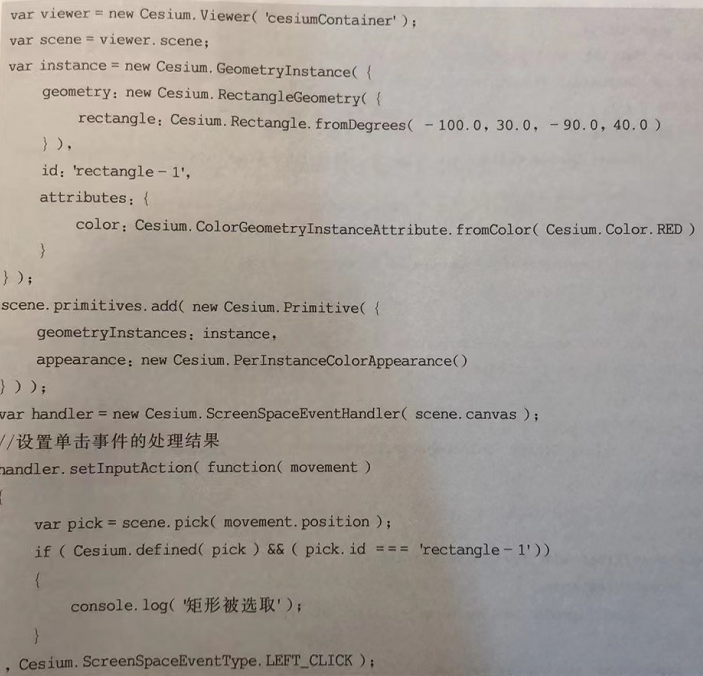 var viewer = new Cesium.Viewer( 'cesiumContainer' );
var scene = viewer.scene;
var instance = new Cesium.GeometryInstance( {
geometry: new Cesium.RectangleGeometry( {
rectangle: Cesium.Rectangle.fromDegrees( -100.0, 30.0, -90.0, 40.0 )
} ),
id: 'rectangle-1',
attributes: {
color: Cesium.ColorGeometryInstanceAttribute.fromColor( Cesium.Color.RED )
}
} );
scene.primitives.add( new Cesium.Primitive( {
geometryInstances: instance,
appearance: new Cesium.PerInstanceColorAppearance()
} ) );
var handler = new Cesium.ScreenSpaceEventHandler( scene.canvas );
//设置单击事件的处理结果
handler.setInputAction( function( movement )
{
var pick = scene.pick( movement.position );
if ( Cesium.defined( pick ) && ( pick.id === 'rectangle-1'))
{
console.log( '矩形被选取' );
}
, Cesium.ScreenSpaceEventType.LEFT_CLICK );